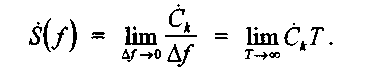 Ṡ(f) = lim_{Δf→0} Ċ_k / Δf = lim_{T→∞} Ċ_k T .